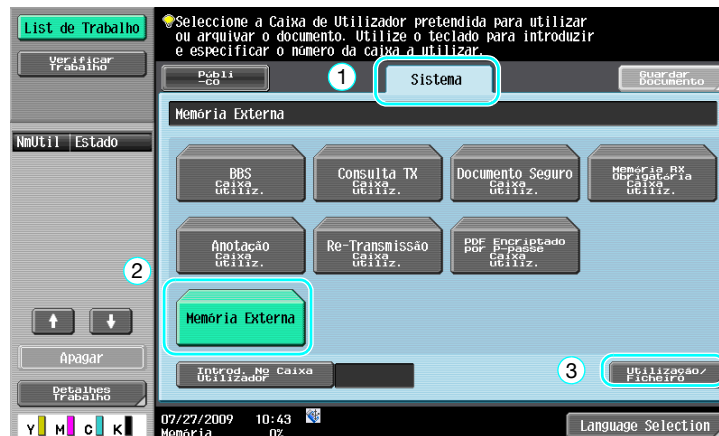 List de Trabalho
Verificar
Trabalho
Seleccione a Caixa de Utilizador pretendida para utilizar
ou arquivar o documento. Utilize o teclado para introduzir
e especificar o número da caixa a utilizar.
Públi
-co
1
Sistema
Guardar
Documento
Memória Externa
NmUtil Estado
BBS
Caixa
utiliz.
Consulta TX
Caixa
utiliz.
Documento Seguro
Caixa
utiliz.
Memória RX
Obrigatória
Caixa
utiliz.
Anotação
Caixa
utiliz.
Re-Transmissão
Caixa
utiliz.
PDF Encriptado
por P-passe
Caixa
utiliz.
2
Memória Externa
Apagar
Introd. Nº Caixa
Utilizador
3
Utilização/
Ficheiro
Detalhes
Trabalho
Y M C K
07/27/2009 10:43
Memória 0%
Language Selection